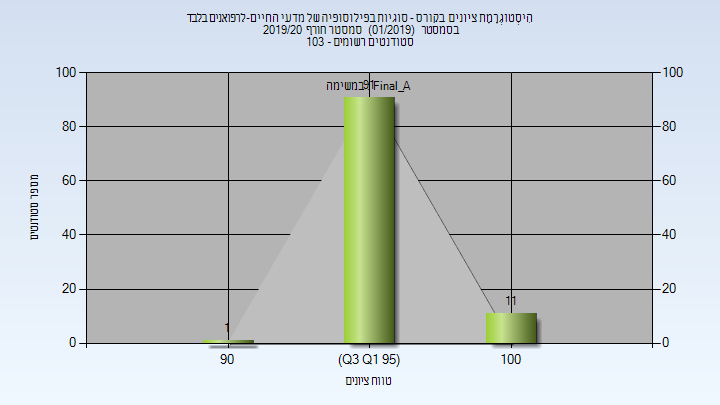 היסטוגרמת ציונים בקורס - סוגיות בפילוסופיה של מדעי החיים-לרפואנים בלבד
בסמסטר (01/2019) סמסטר חורף 2019/20
סטודנטים רשומים - 103
במשימה Final_A
91
100 100
80 80
60 60
40 40
20 20
0 0
11
1
מספר סטודנטים
90 (Q3 Q1 95) 100
טווח ציונים